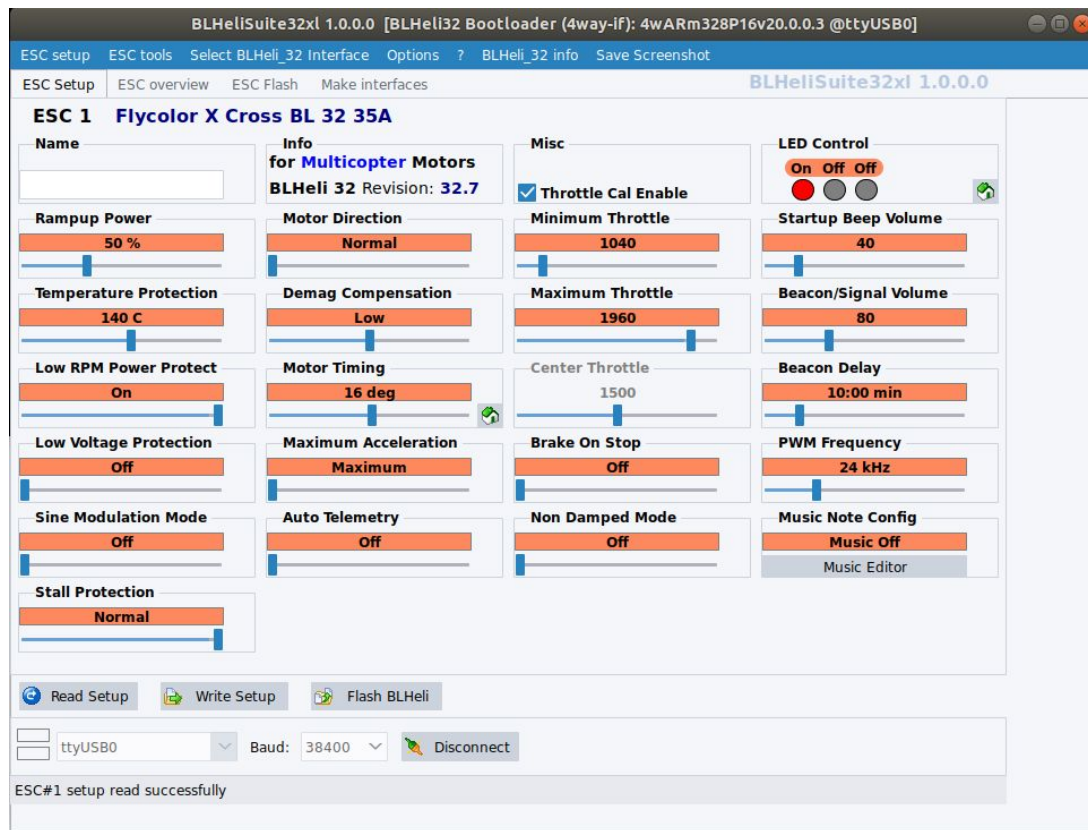 BLHeliSuite32xl 1.0.0.0 [BLHeli32 Bootloader (4way-if): 4wARm328P16v20.0.0.3 @ttyUSB0]
ESC setup ESC tools Select BLHeli_32 Interface Options ? BLHeli_32 info Save Screenshot
ESC Setup ESC overview ESC Flash Make interfaces BLHeliSuite32xl 1.0.0.0
ESC 1 Flycolor X Cross BL 32 35A
Name Info Misc LED Control
for Multicopter Motors On Off Off
BLHeli 32 Revision: 32.7 Throttle Cal Enable
Rampup Power Motor Direction Minimum Throttle Startup Beep Volume
50 % Normal 1040 40
Temperature Protection Demag Compensation Maximum Throttle Beacon/Signal Volume
140 C Low 1960 80
Low RPM Power Protect Motor Timing Center Throttle Beacon Delay
On 16 deg 1500 10:00 min
Low Voltage Protection Maximum Acceleration Brake On Stop PWM Frequency
Off Maximum Off 24 kHz
Sine Modulation Mode Auto Telemetry Non Damped Mode Music Note Config
Off Off Off Music Off
Music Editor
Stall Protection
Normal
Read Setup Write Setup Flash BLHeli
ttyUSB0 Baud: 38400 Disconnect
ESC#1 setup read successfully